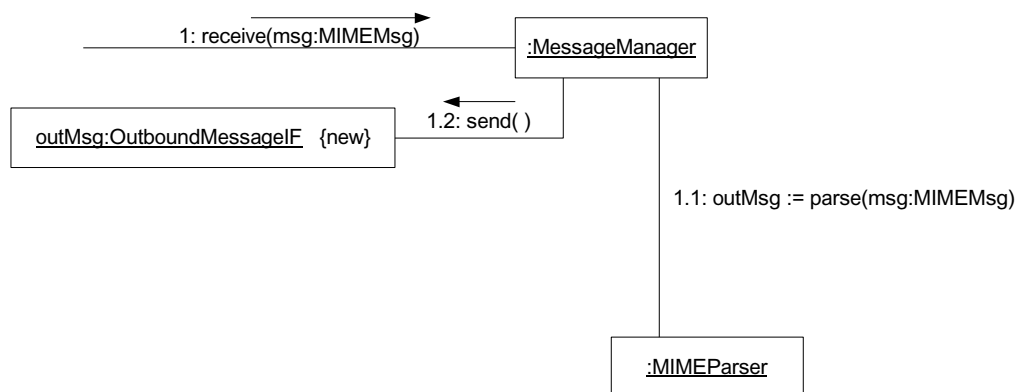 1: receive(msg:MIMEMsg)
:MessageManager
1.2: send( )
outMsg:OutboundMessageIF {new}
1.1: outMsg := parse(msg:MIMEMsg)
:MIMEParser